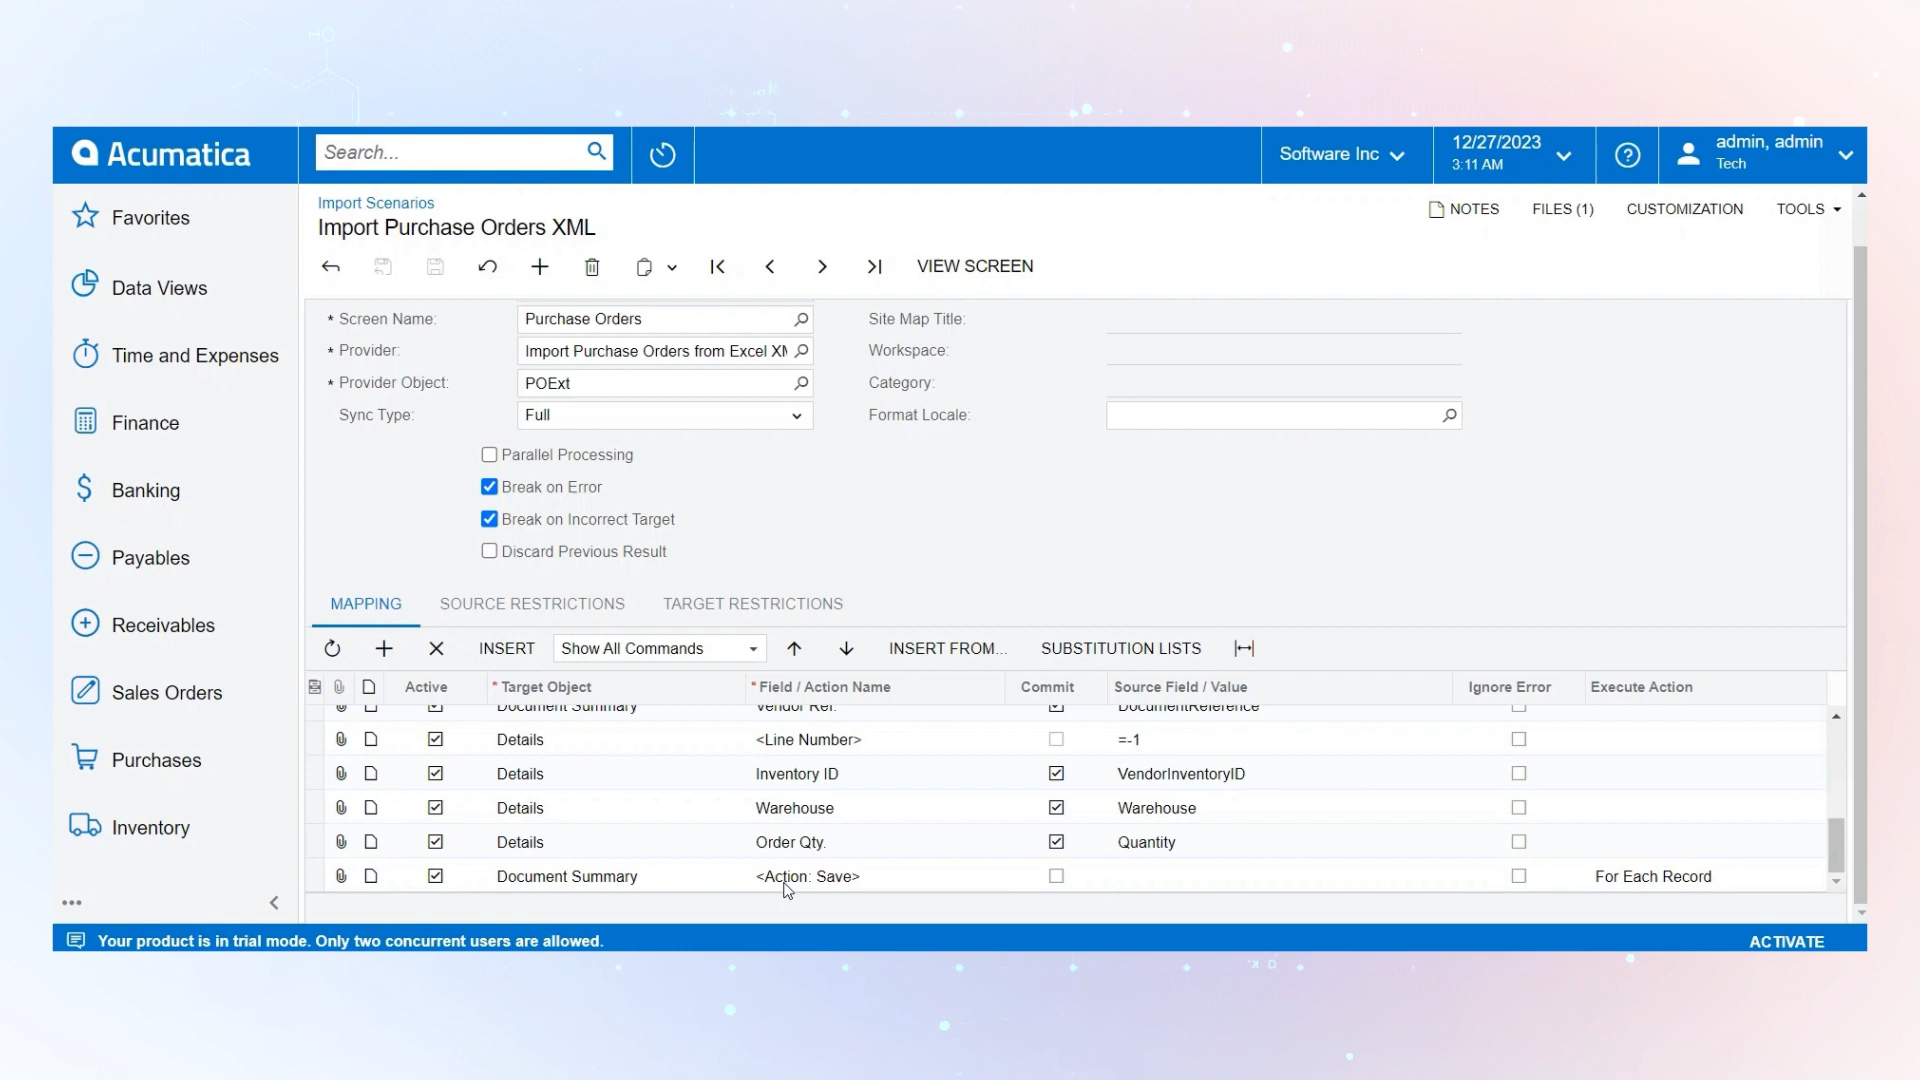 Acumatica
Search...
Software Inc
12/27/2023
3:11 AM
admin, admin
Tech
Favorites
Data Views
Time and Expenses
Finance
Banking
Payables
Receivables
Sales Orders
Purchases
Inventory
Import Scenarios
Import Purchase Orders XML
NOTES FILES (1) CUSTOMIZATION TOOLS
VIEW SCREEN
* Screen Name: Purchase Orders Site Map Title:
* Provider: Import Purchase Orders from Excel XM Workspace:
* Provider Object: POExt Category:
Sync Type: Full Format Locale:
Parallel Processing
Break on Error
Break on Incorrect Target
Discard Previous Result
MAPPING SOURCE RESTRICTIONS TARGET RESTRICTIONS
INSERT Show All Commands INSERT FROM... SUBSTITUTION LISTS
Active * Target Object * Field / Action Name Commit Source Field / Value Ignore Error Execute Action
Document Summary Vendor Ref. DocumentReference
Details <Line Number> =-1
Details Inventory ID VendorInventoryID
Details Warehouse Warehouse
Details Order Qty. Quantity
Document Summary <Action: Save> For Each Record
Your product is in trial mode. Only two concurrent users are allowed. ACTIVATE